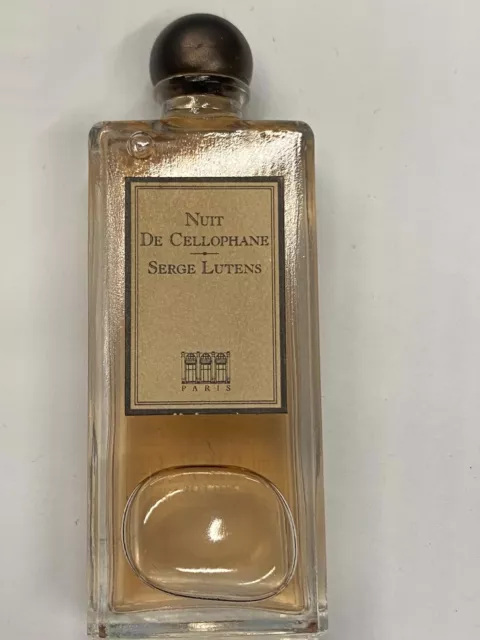 NUIT
DE CELLOPHANE
SERGE LUTENS
PARIS